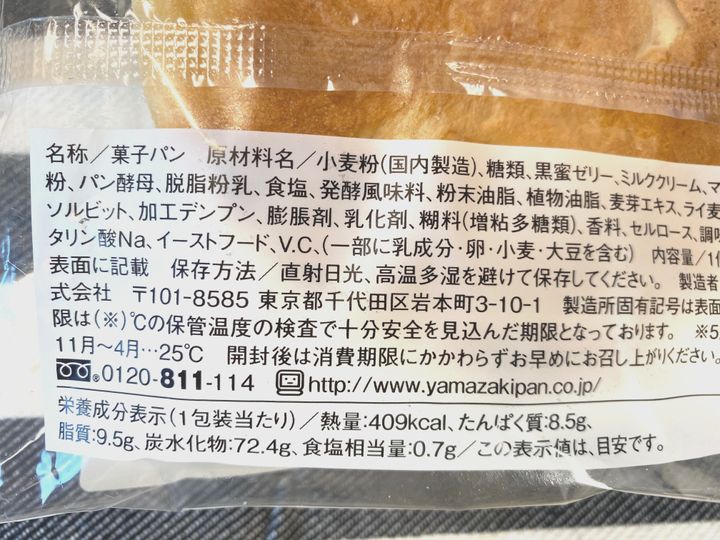 名称／菓子パン　原材料名／小麦粉(国内製造)、糖類、黒蜜ゼリー、ミルククリーム、マ
粉、パン酵母、脱脂粉乳、食塩、発酵風味料、粉末油脂、植物油脂、麦芽エキス、ライ麦
ソルビット、加工デンプン、膨脹剤、乳化剤、糊料(増粘多糖類)、香料、セルロース、調味
タリン酸Na、イーストフード、V.C、(一部に乳成分・卵・小麦・大豆を含む)　内容量／1個
表面に記載　保存方法／直射日光、高温多湿を避けて保存してください。　製造者
式会社　〒101-8585 東京都千代田区岩本町3-10-1　製造所固有記号は表面
限は(※)℃の保管温度の検査で十分安全を見込んだ期限となっております。　※5
11月～4月…25℃　開封後は消費期限にかかわらずお早めにお召し上がりください。
0120-811-114　http://www.yamazakipan.co.jp/
栄養成分表示(1包装当たり)／熱量:409kcal、たんぱく質:8.5g、
脂質:9.5g、炭水化物:72.4g、食塩相当量:0.7g／この表示値は、目安です。